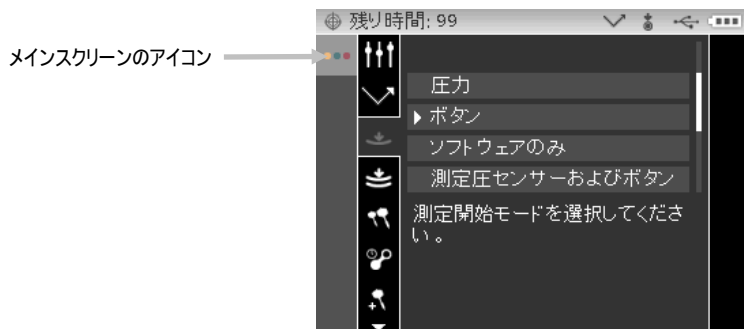 残り時間: 99
メインスクリーンのアイコン
圧力
ボタン
ソフトウェアのみ
測定圧センサーおよびボタン
測定開始モードを選択してくださ
い。